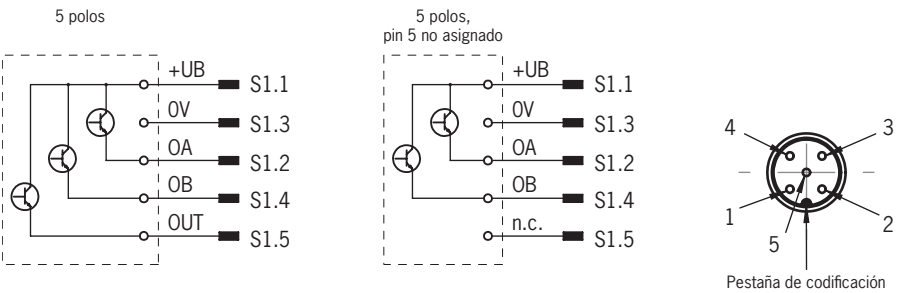 5 polos
+UB S1.1
0V S1.3
OA S1.2
OB S1.4
OUT S1.5
5 polos,
pin 5 no asignado
+UB S1.1
0V S1.3
OA S1.2
OB S1.4
n.c. S1.5
4 3
1 2
5
Pestaña de codificación